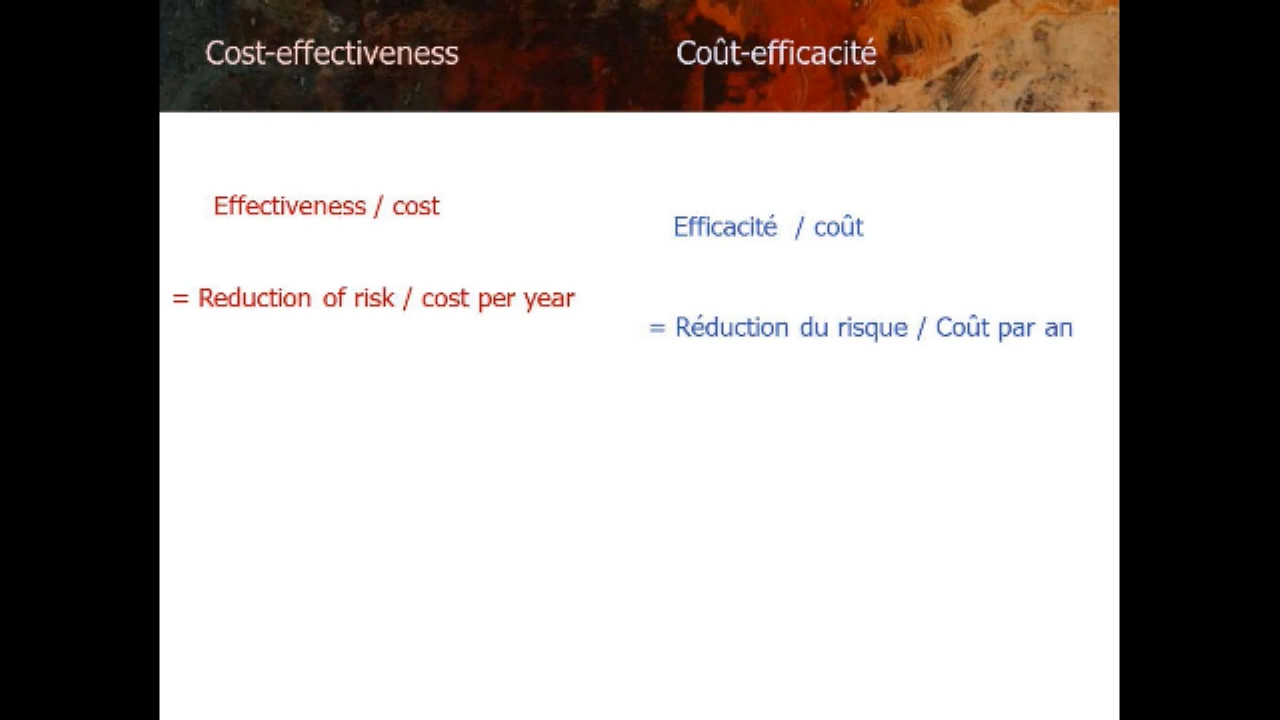 Cost-effectiveness
Coût-efficacité
Effectiveness / cost
= Reduction of risk / cost per year
Efficacité / coût
= Réduction du risque / Coût par an